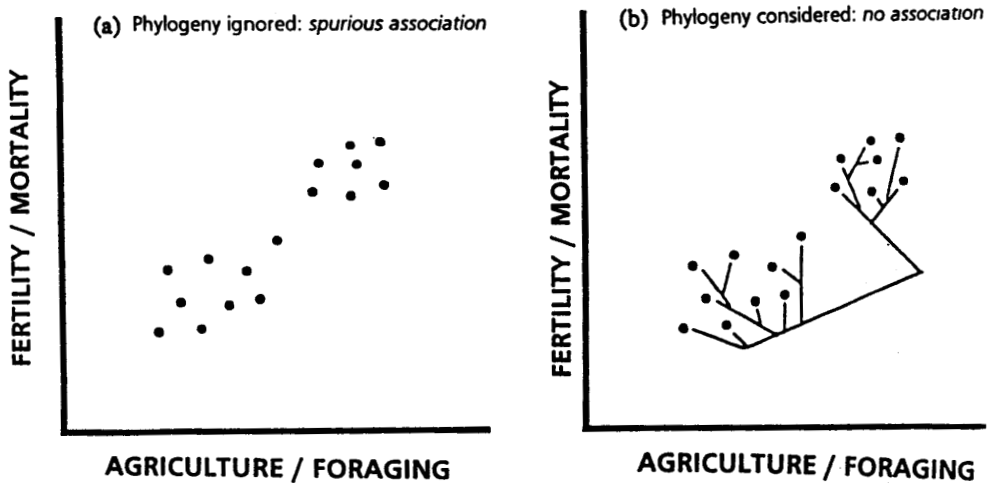 (a) Phylogeny ignored: spurious association
FERTILITY / MORTALITY
AGRICULTURE / FORAGING
(b) Phylogeny considered: no association
FERTILITY / MORTALITY
AGRICULTURE / FORAGING